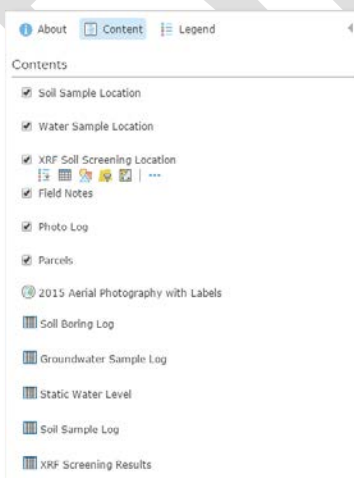 About Content Legend
Contents
Soil Sample Location
Water Sample Location
XRF Soil Screening Location
Field Notes
Photo Log
Parcels
2015 Aerial Photography with Labels
Soil Boring Log
Groundwater Sample Log
Static Water Level
Soil Sample Log
XRF Screening Results